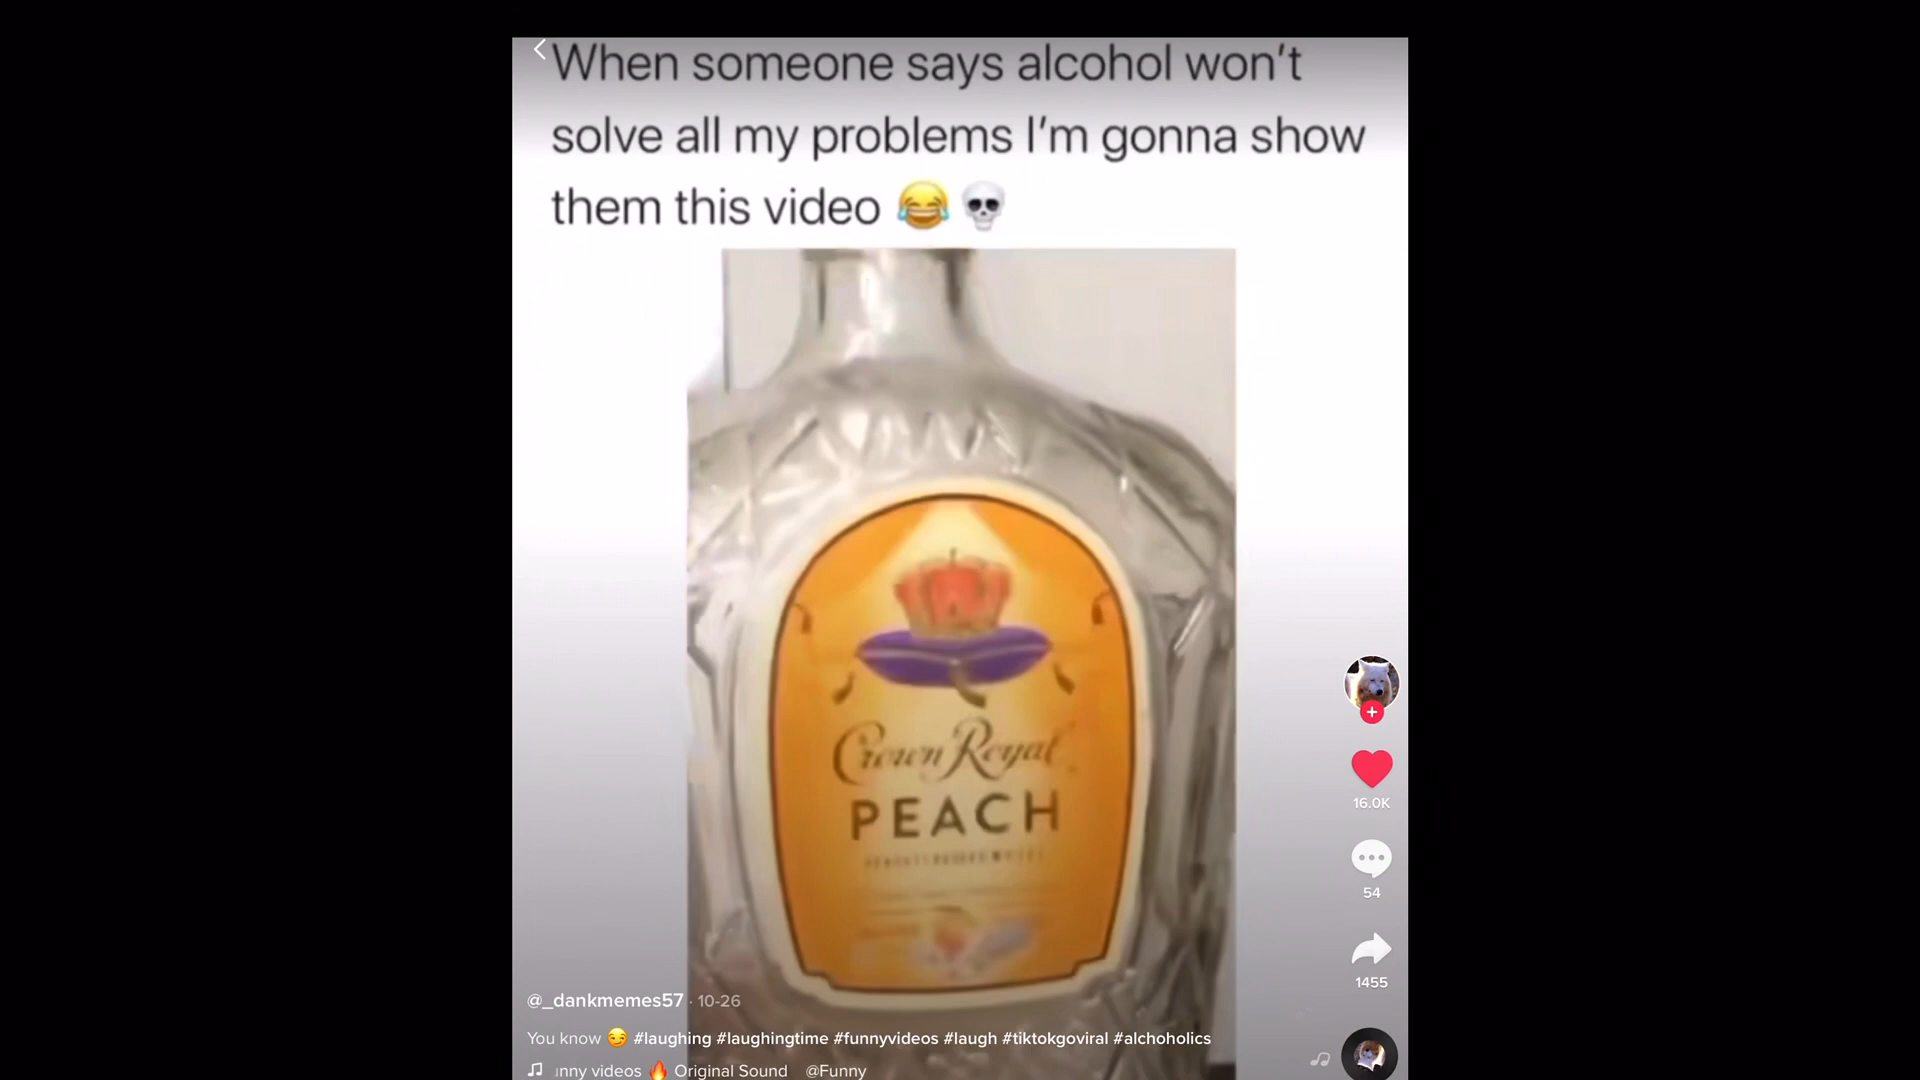 When someone says alcohol won't
solve all my problems I'm gonna show
them this video 😂💀
Crown Royal
PEACH
16.0K
54
1455
@_dankmemes57 · 10-26
You know 😏 #laughing #laughingtime #funnyvideos #laugh #tiktokgoviral #alchoholics
nny videos 🔥 Original Sound @Funny